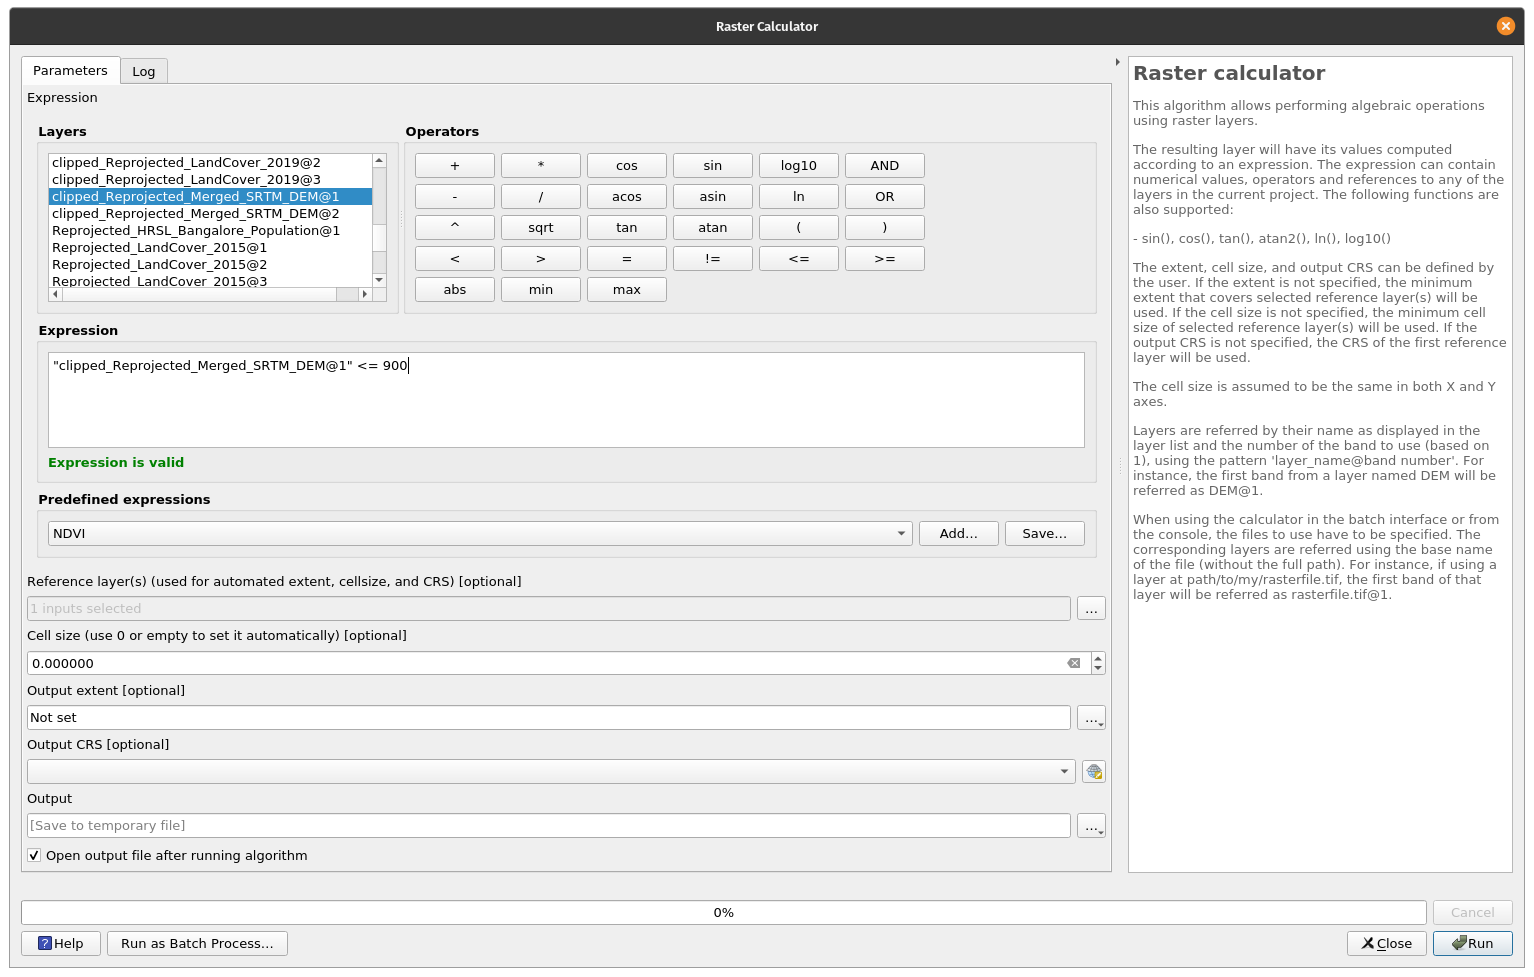 Raster Calculator
Parameters
Log
Expression
Layers
clipped_Reprojected_LandCover_2019@2
clipped_Reprojected_LandCover_2019@3
clipped_Reprojected_Merged_SRTM_DEM@1
clipped_Reprojected_Merged_SRTM_DEM@2
Reprojected_HRSL_Bangalore_Population@1
Reprojected_LandCover_2015@1
Reprojected_LandCover_2015@2
Reprojected_LandCover_2015@3
Operators
+ * cos sin log10 AND
- / acos asin ln OR
^ sqrt tan atan ( )
< > = != <= >=
abs min max
Expression
"clipped_Reprojected_Merged_SRTM_DEM@1" <= 900
Expression is valid
Predefined expressions
NDVI
Add...
Save...
Reference layer(s) (used for automated extent, cellsize, and CRS) [optional]
1 inputs selected
...
Cell size (use 0 or empty to set it automatically) [optional]
0.000000
Output extent [optional]
Not set
...
Output CRS [optional]
Output
[Save to temporary file]
...
Open output file after running algorithm
Raster calculator
This algorithm allows performing algebraic operations
using raster layers.
The resulting layer will have its values computed
according to an expression. The expression can contain
numerical values, operators and references to any of the
layers in the current project. The following functions are
also supported:
- sin(), cos(), tan(), atan2(), ln(), log10()
The extent, cell size, and output CRS can be defined by
the user. If the extent is not specified, the minimum
extent that covers selected reference layer(s) will be
used. If the cell size is not specified, the minimum cell
size of selected reference layer(s) will be used. If the
output CRS is not specified, the CRS of the first reference
layer will be used.
The cell size is assumed to be the same in both X and Y
axes.
Layers are referred by their name as displayed in the
layer list and the number of the band to use (based on
1), using the pattern 'layer_name@band number'. For
instance, the first band from a layer named DEM will be
referred as DEM@1.
When using the calculator in the batch interface or from
the console, the files to use have to be specified. The
corresponding layers are referred using the base name
of the file (without the full path). For instance, if using a
layer at path/to/my/rasterfile.tif, the first band of that
layer will be referred as rasterfile.tif@1.
0%
Cancel
Help
Run as Batch Process...
Close
Run